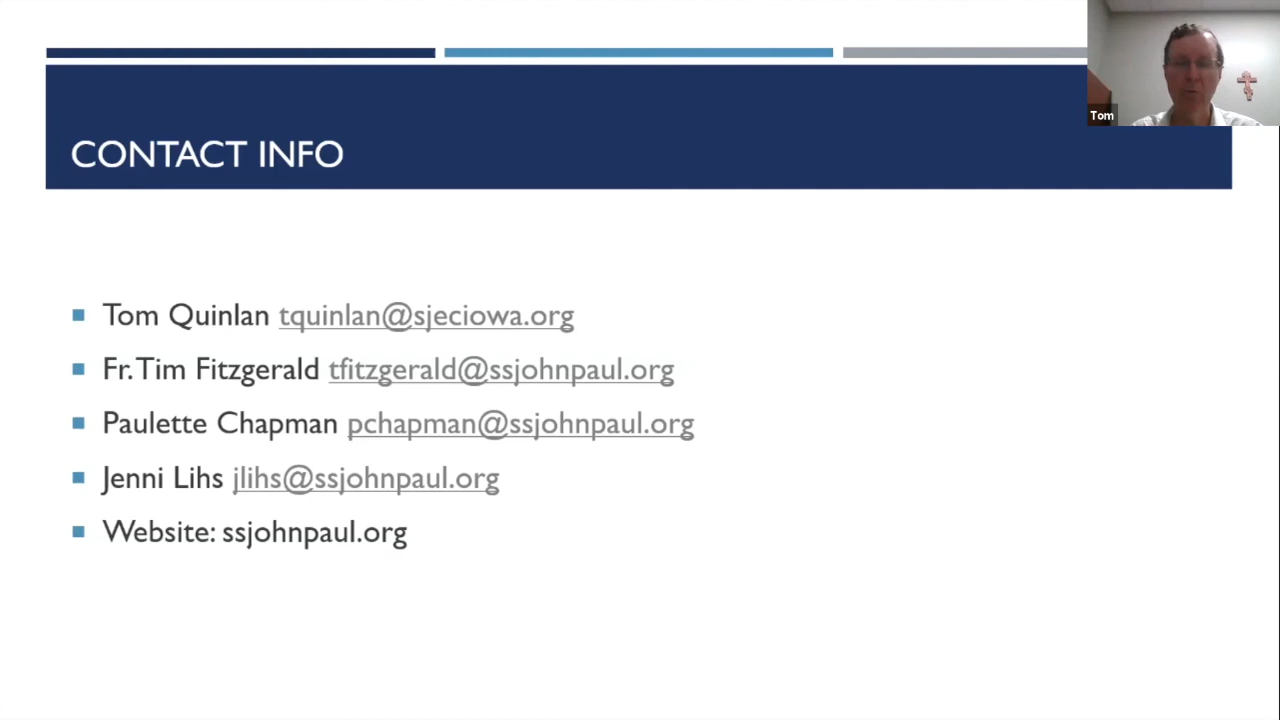 Tom
CONTACT INFO
Tom Quinlan tquinlan@sjeciowa.org
Fr. Tim Fitzgerald tfitzgerald@ssjohnpaul.org
Paulette Chapman pchapman@ssjohnpaul.org
Jenni Lihs jlihs@ssjohnpaul.org
Website: ssjohnpaul.org